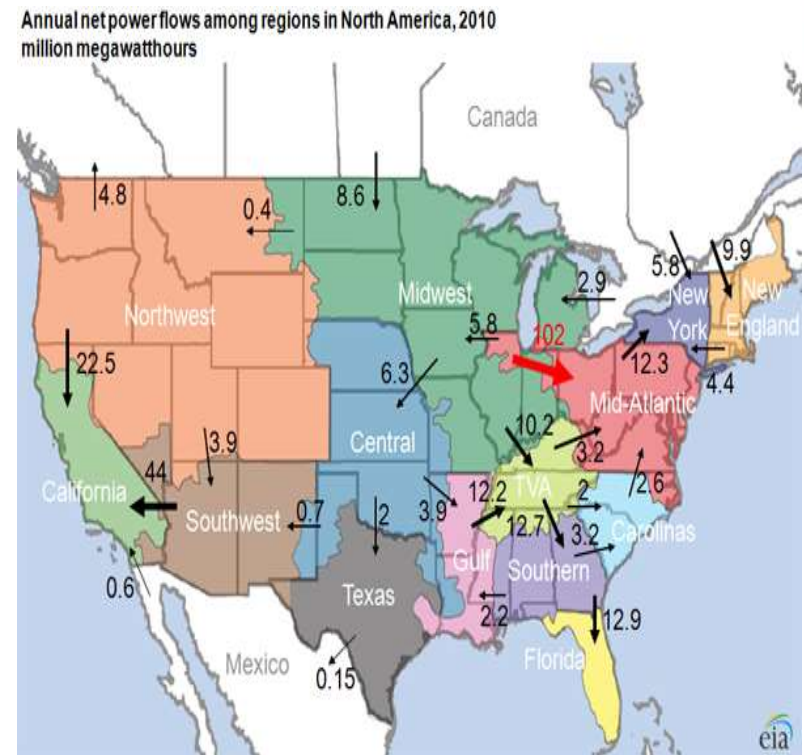 Annual net power flows among regions in North America, 2010
million megawatthours
Canada
4.8
0.4
8.6
5.8
9.9
2.9
New
York
New
England
Northwest
Midwest
5.8
102
12.3
4.4
22.5
6.3
Mid-Atlantic
Central
10.2
3.2
3.9
44
California
Southwest
0.7
2
3.9
12.2
TVA
2
2.6
12.7
3.2
Carolinas
Gulf
Southern
0.6
Texas
2.2
12.9
Mexico
0.15
Florida
eia